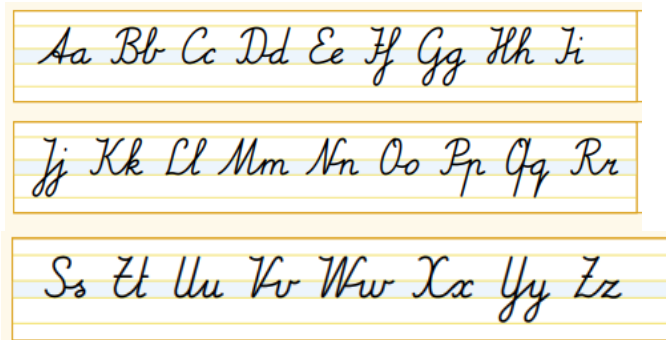 Aa Bb Cc Dd Ee Ff Gg Hh Ii
Jj Kk Ll Mm Nn Oo Pp Qq Rr
Ss Tt Uu Vv Ww Xx Yy Zz